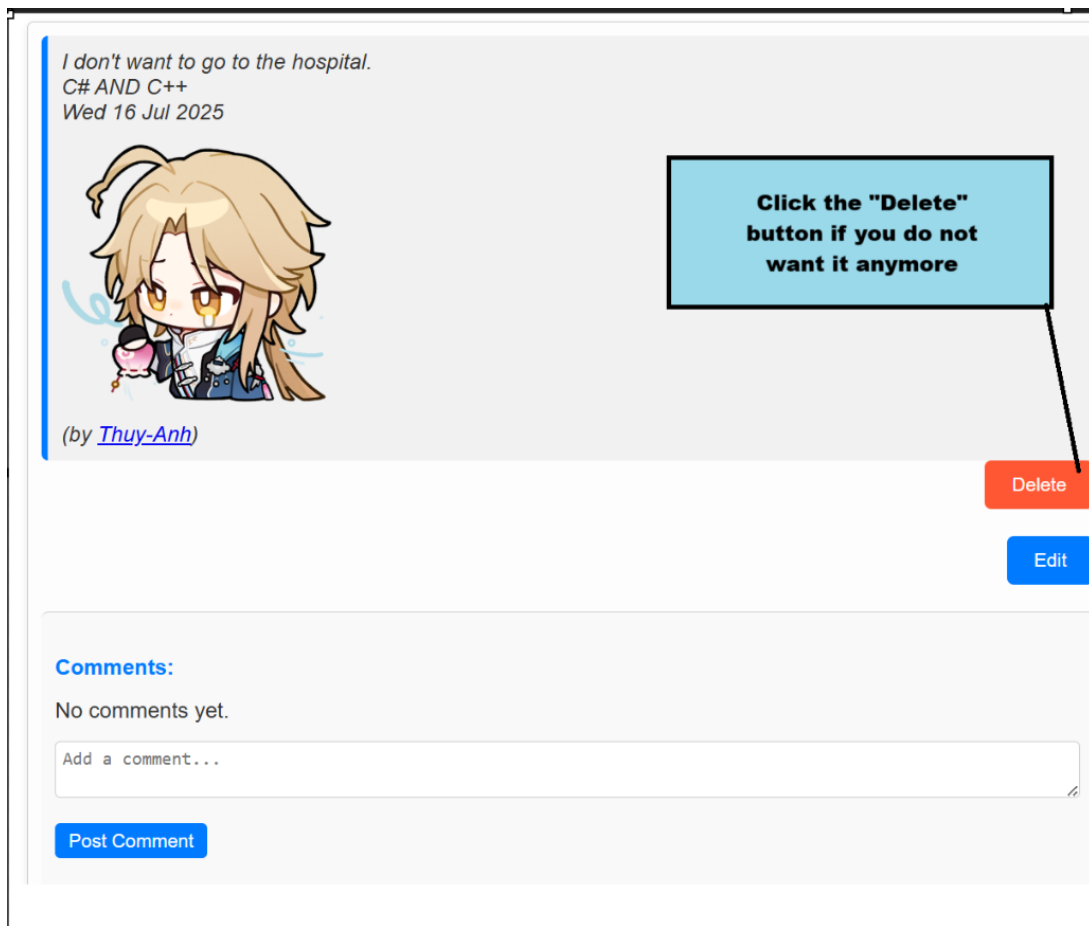 I don't want to go to the hospital.
C# AND C++
Wed 16 Jul 2025
Click the "Delete"
button if you do not
want it anymore
(by Thuy-Anh)
Delete
Edit
Comments:
No comments yet.
Add a comment...
Post Comment